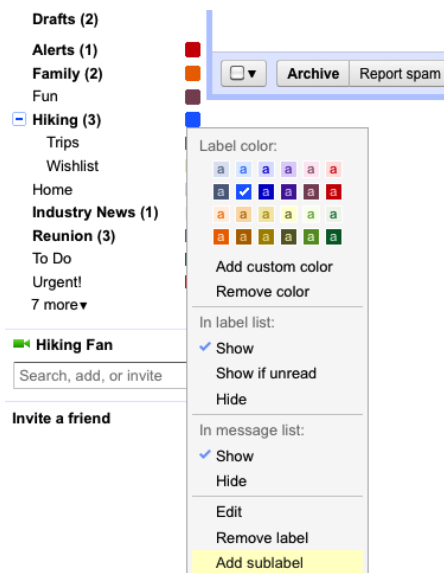 Drafts (2)
Alerts (1)
Family (2)
Fun
Hiking (3)
Trips
Wishlist
Home
Industry News (1)
Reunion (3)
To Do
Urgent!
7 more▾
Hiking Fan
Search, add, or invite
Invite a friend
Archive
Report spam
Label color:
a a a a a a
a a a a a
a a a a a a
a a a a a a
Add custom color
Remove color
In label list:
Show
Show if unread
Hide
In message list:
Show
Hide
Edit
Remove label
Add sublabel